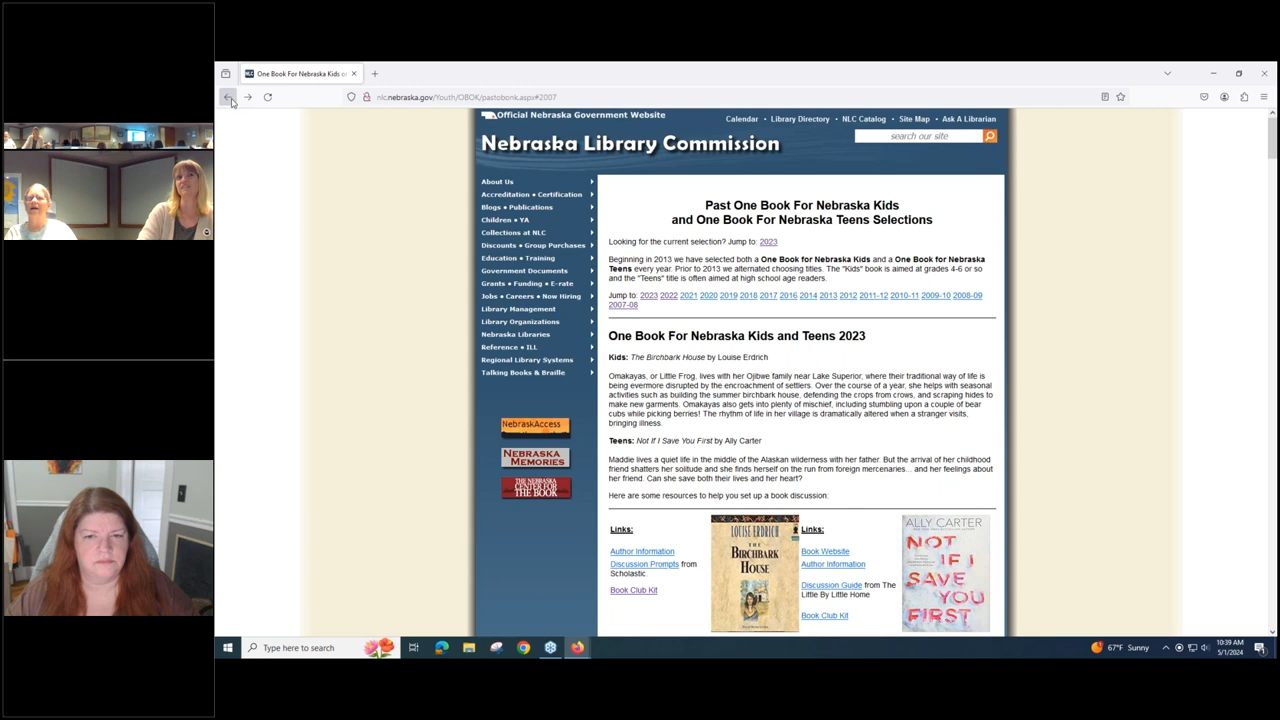 One Book For Nebraska Kids o
nlc.nebraska.gov/Youth/OBOK/pastobonk.aspx#2007
Official Nebraska Government Website
Calendar • Library Directory • NLC Catalog • Site Map • Ask A Librarian
Nebraska Library Commission
search our site
About Us
Accreditation • Certification
Blogs • Publications
Children • YA
Collections at NLC
Discounts • Group Purchases
Education • Training
Government Documents
Grants • Funding • E-rate
Jobs • Careers • Now Hiring
Library Management
Library Organizations
Nebraska Libraries
Reference • ILL
Regional Library Systems
Talking Books & Braille
NebraskAccess
NEBRASKA
MEMORIES
THE NEBRASKA
CENTER FOR
THE BOOK
Past One Book For Nebraska Kids
and One Book For Nebraska Teens Selections
Looking for the current selection? Jump to: 2023
Beginning in 2013 we have selected both a One Book for Nebraska Kids and a One Book for Nebraska
Teens every year. Prior to 2013 we alternated choosing titles. The "Kids" book is aimed at grades 4-6 or so
and the "Teens" title is often aimed at high school age readers.
Jump to: 2023 2022 2021 2020 2019 2018 2017 2016 2014 2013 2012 2011-12 2010-11 2009-10 2008-09
2007-08
One Book For Nebraska Kids and Teens 2023
Kids: The Birchbark House by Louise Erdrich
Omakayas, or Little Frog, lives with her Ojibwe family near Lake Superior, where their traditional way of life is
being evermore disrupted by the encroachment of settlers. Over the course of a year, she helps with seasonal
activities such as building the summer birchbark house, defending the crops from crows, and scraping hides to
make new garments. Omakayas also gets into plenty of mischief, including stumbling upon a couple of bear
cubs while picking berries! The rhythm of life in her village is dramatically altered when a stranger visits,
bringing illness.
Teens: Not If I Save You First by Ally Carter
Maddie lives a quiet life in the middle of the Alaskan wilderness with her father. But the arrival of her childhood
friend shatters her solitude and she finds herself on the run from foreign mercenaries... and her feelings about
her friend. Can she save both their lives and her heart?
Here are some resources to help you set up a book discussion:
Links:
Author Information
Discussion Prompts from
Scholastic.
Book Club Kit
LOUISE ERDRICH
THE
BIRCHBARK
HOUSE
Links:
Book Website
Author Information
Discussion Guide from The
Little By Little Home
Book Club Kit
ALLY CARTER
NOT
IF I
SAVE
YOU
FIRST
Type here to search
67°F Sunny
10:39 AM
5/1/2024